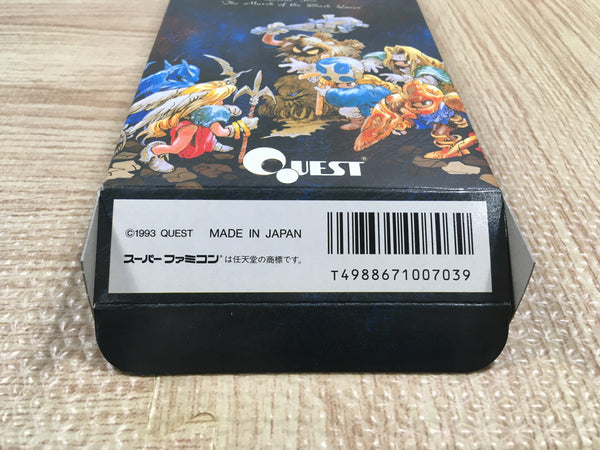 The March of the Black Queen
QUEST®
©1993 QUEST MADE IN JAPAN
スーパーファミコン®は任天堂の商標です。
T4988671007039